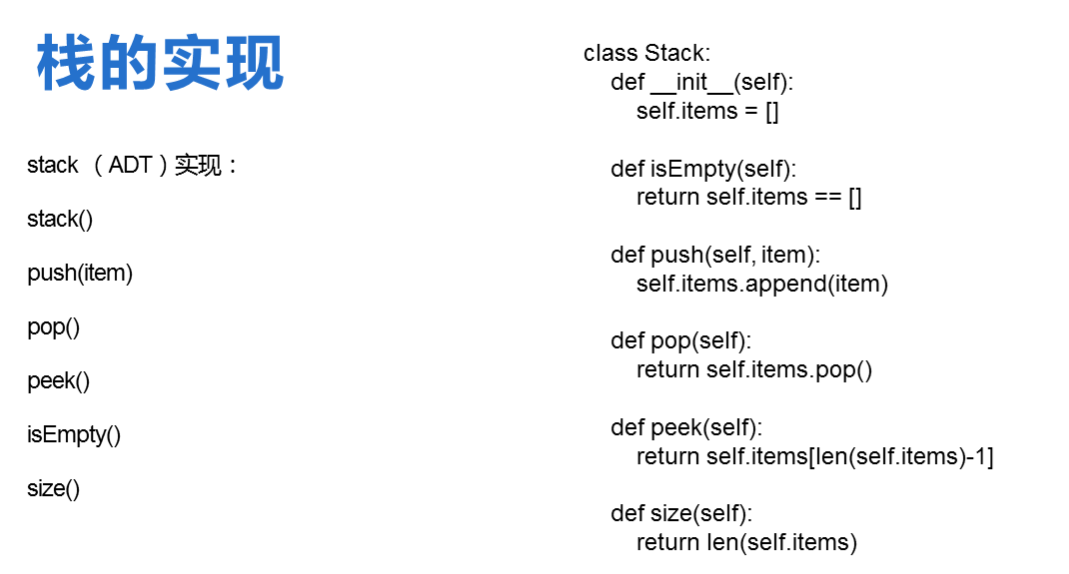 栈的实现
stack （ADT）实现：
stack()
push(item)
pop()
peek()
isEmpty()
size()
class Stack:
    def __init__(self):
        self.items = []
    def isEmpty(self):
        return self.items == []
    def push(self, item):
        self.items.append(item)
    def pop(self):
        return self.items.pop()
    def peek(self):
        return self.items[len(self.items)-1]
    def size(self):
        return len(self.items)